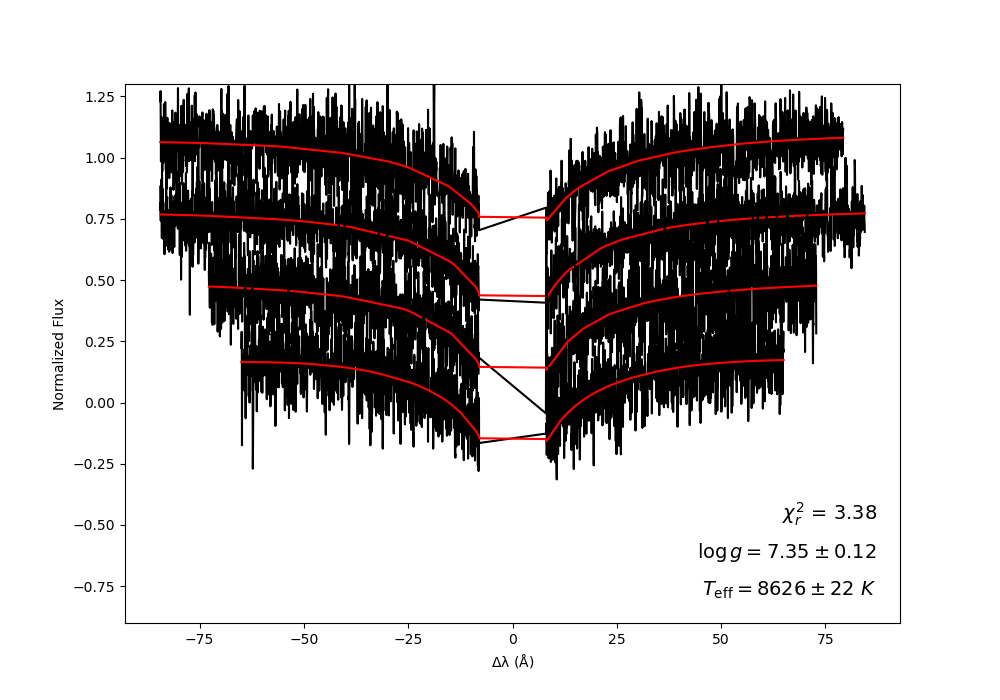 1.25
1.00
0.75
0.50
0.25
0.00
−0.25
−0.50
−0.75
Normalized Flux
χ²ᵣ = 3.38
log g = 7.35 ± 0.12
T_eff = 8626 ± 22 K
−75 −50 −25 0 25 50 75
Δλ (Å)